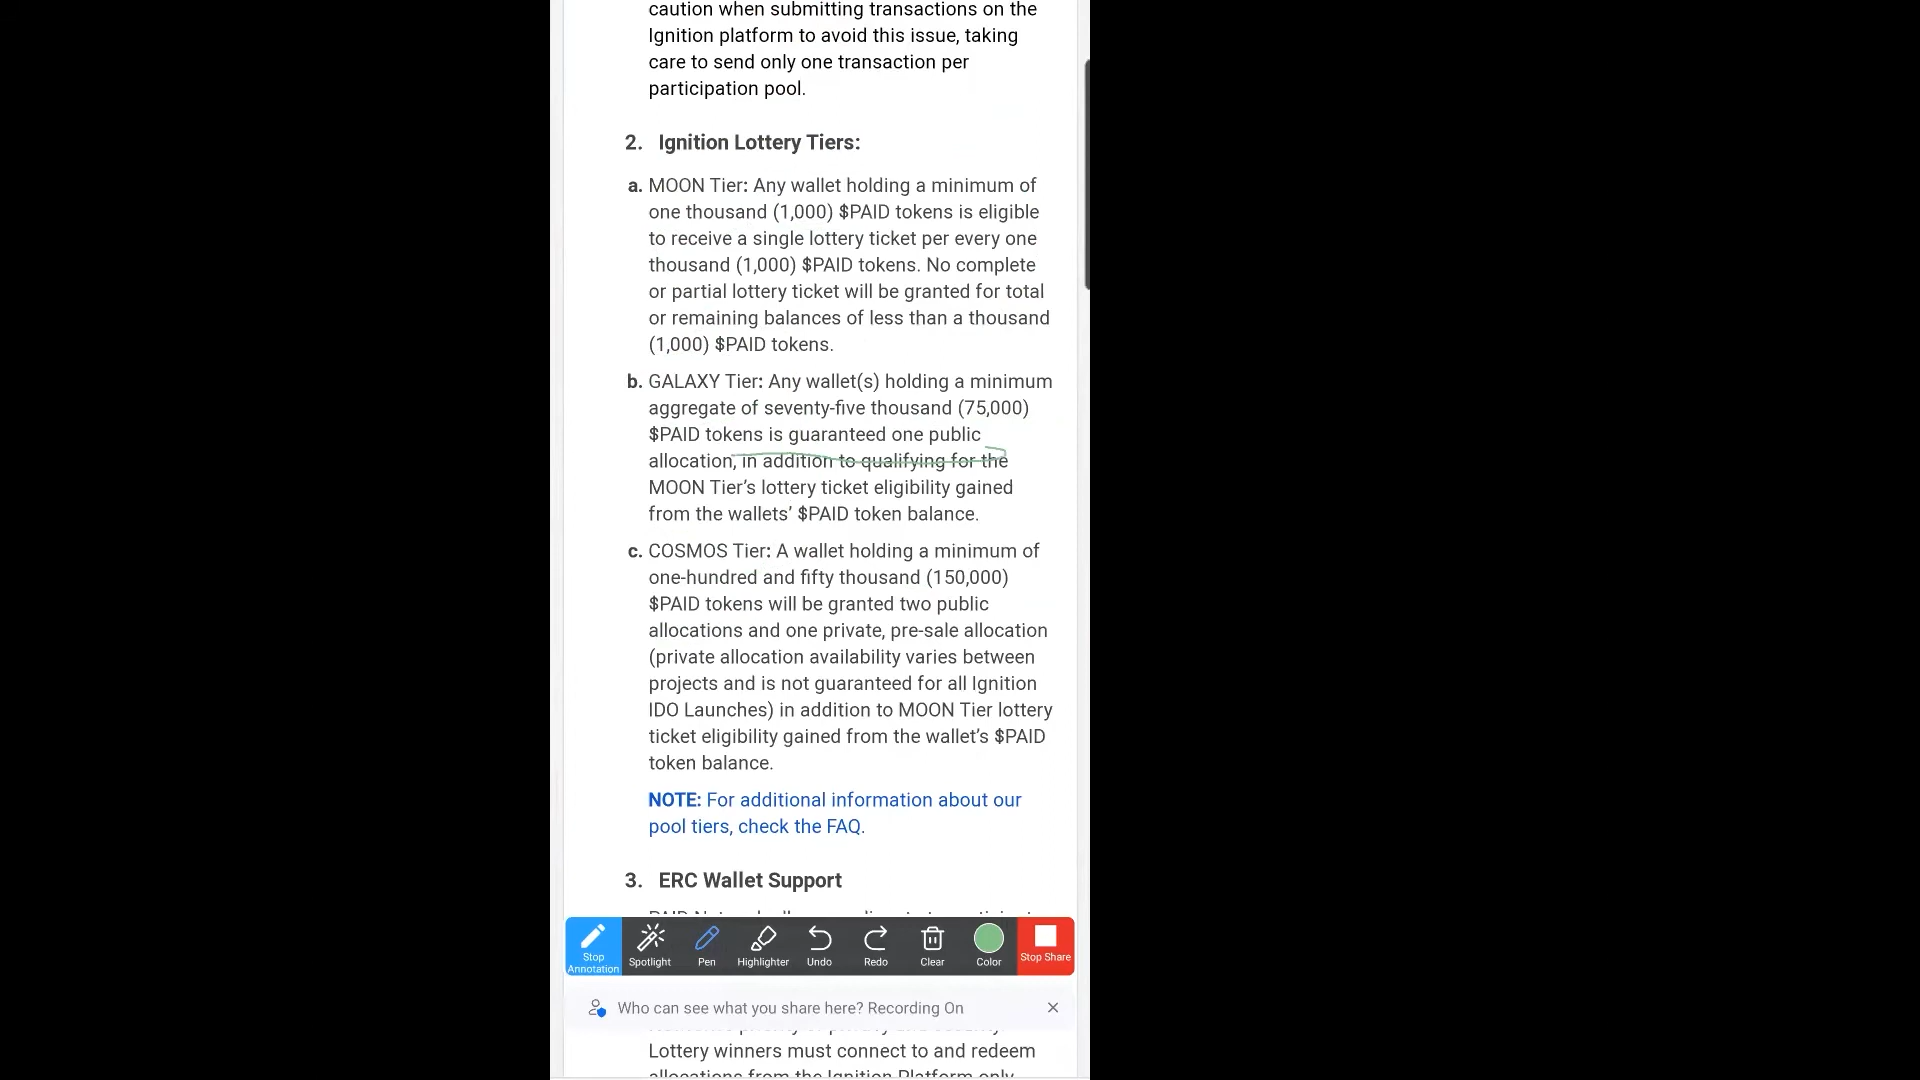 caution when submitting transactions on the
Ignition platform to avoid this issue, taking
care to send only one transaction per
participation pool.
2. Ignition Lottery Tiers:
a. MOON Tier: Any wallet holding a minimum of
one thousand (1,000) $PAID tokens is eligible
to receive a single lottery ticket per every one
thousand (1,000) $PAID tokens. No complete
or partial lottery ticket will be granted for total
or remaining balances of less than a thousand
(1,000) $PAID tokens.
b. GALAXY Tier: Any wallet(s) holding a minimum
aggregate of seventy-five thousand (75,000)
$PAID tokens is guaranteed one public
allocation, in addition to qualifying for the
MOON Tier’s lottery ticket eligibility gained
from the wallets’ $PAID token balance.
c. COSMOS Tier: A wallet holding a minimum of
one-hundred and fifty thousand (150,000)
$PAID tokens will be granted two public
allocations and one private, pre-sale allocation
(private allocation availability varies between
projects and is not guaranteed for all Ignition
IDO Launches) in addition to MOON Tier lottery
ticket eligibility gained from the wallet’s $PAID
token balance.
NOTE: For additional information about our
pool tiers, check the FAQ.
3. ERC Wallet Support
Stop Annotation Spotlight Pen Highlighter Undo Redo Clear Color Stop Share
Who can see what you share here? Recording On
Lottery winners must connect to and redeem
allocations from the Ignition Platform only